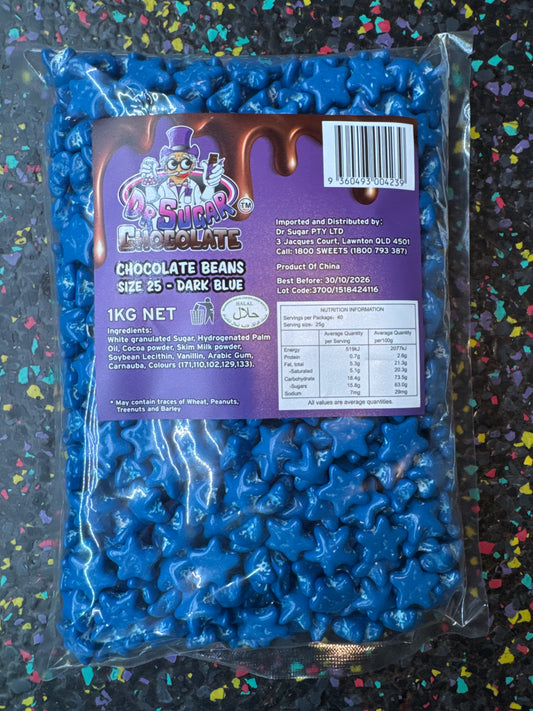 9 360493 004239
DR SUGAR ™
CHOCOLATE
CHOCOLATE BEANS
SIZE 25 - DARK BLUE
1KG NET
HALAL
حلال
Ingredients:
White granulated Sugar, Hydrogenated Palm
Oil, Cocoa powder, Skim Milk powder,
Soybean Lecithin, Vanillin, Arabic Gum,
Carnauba, Colours (171,110,102,129,133).
* May contain traces of Wheat, Peanuts,
Treenuts and Barley
Imported and Distributed by:
Dr Sugar PTY LTD
3 Jacques Court, Lawnton QLD 4501
Call: 1800 SWEETS (1800 793 387)
Product Of China
Best Before: 30/10/2026
Lot Code:3700/1518424116
NUTRITION INFORMATION
Servings per Package: 40
Serving size: 25g
Average Quantity per Serving Average Quantity per100g
Energy 519kJ 2077kJ
Protein 0.7g 2.6g
Fat, total 5.3g 21.3g
-Saturated 5.1g 20.3g
Carbohydrate 18.4g 73.5g
-Sugars 15.8g 63.0g
Sodium 7mg 29mg
All values are average quantities.